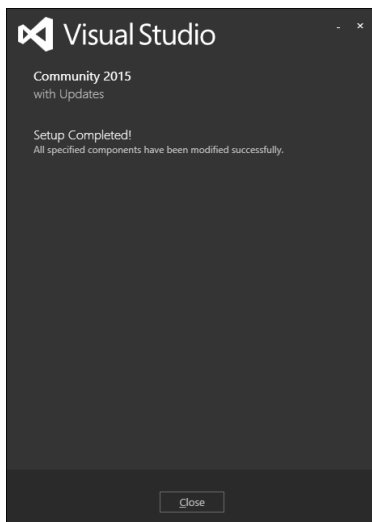 Visual Studio
Community 2015
with Updates
Setup Completed!
All specified components have been modified successfully.
Close